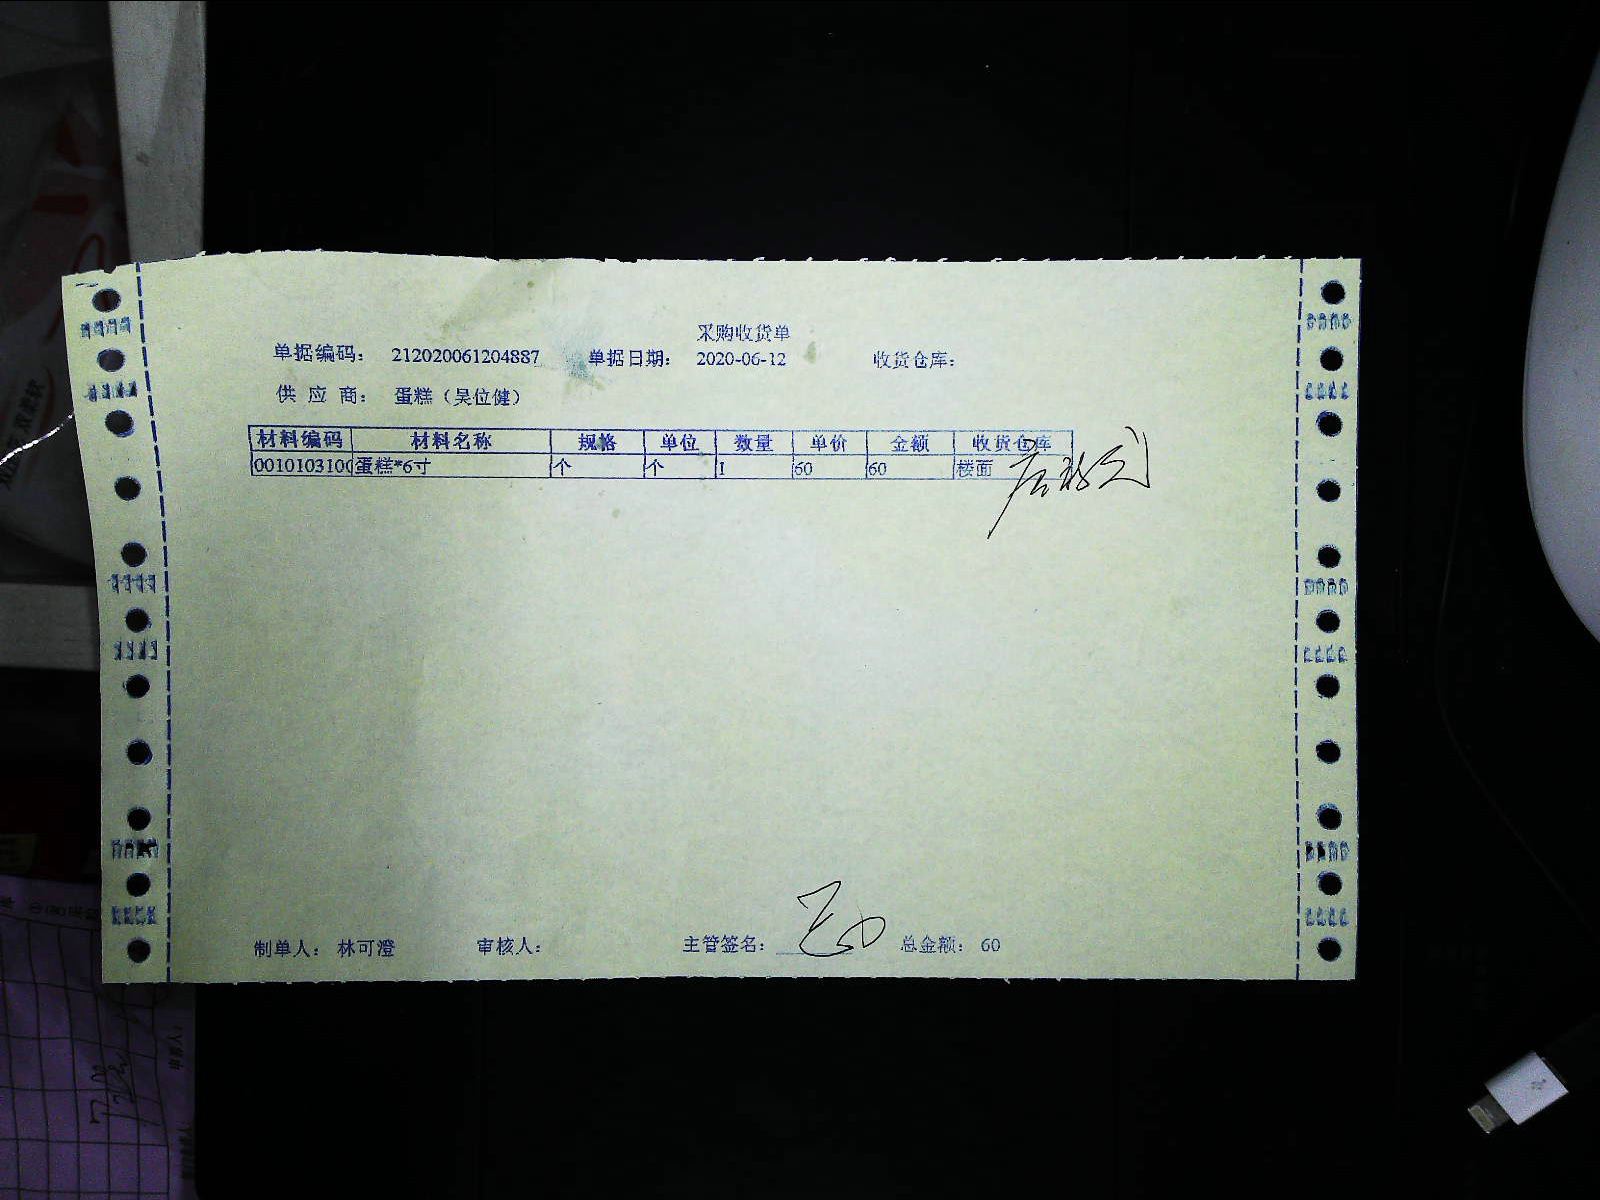 采购收货单
单据编码： 212020061204887 单据日期： 2020-06-12 收货仓库：
供 应 商： 蛋糕（吴位健）
材料编码 材料名称 规格 单位 数量 单价 金额 收货仓库
0010103100 蛋糕*6寸 个 个 1 60 60 楼面
制单人： 林可澄 审核人： 主管签名： 总金额： 60